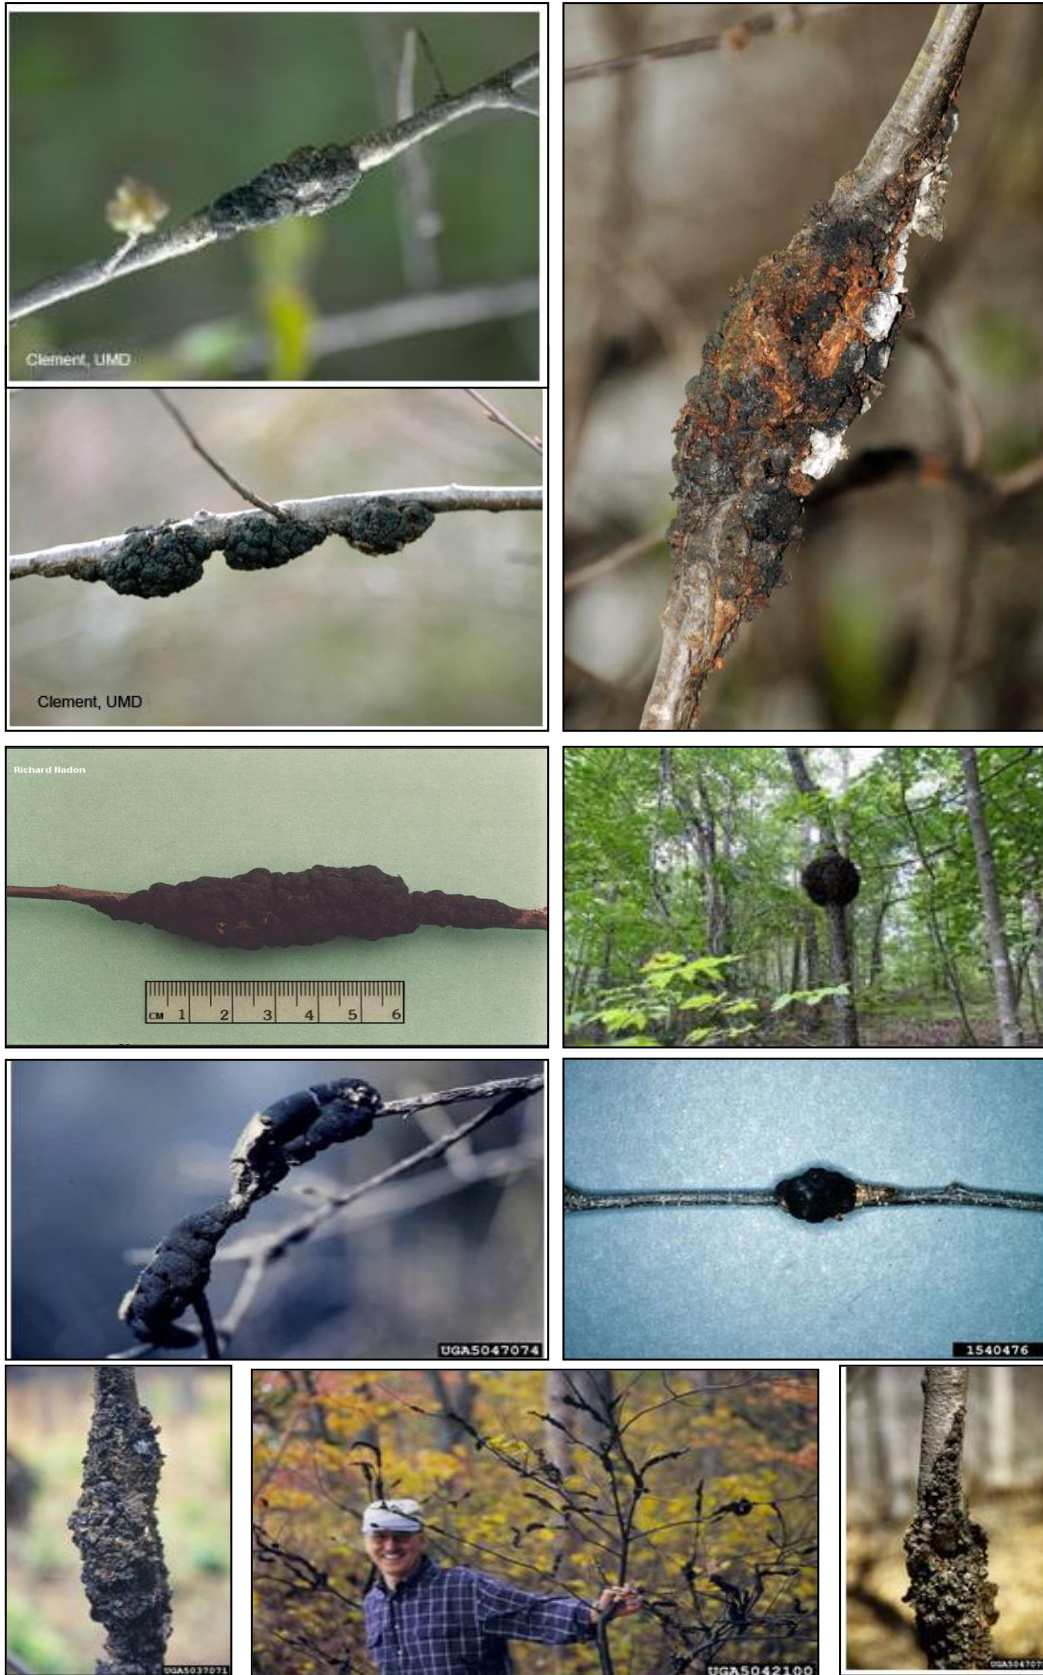 Clement, UMD
Clement, UMD
Richard Nadon
CM 1 2 3 4 5 6
UGA5047074
1540476
UGA5037071
UGA5042100